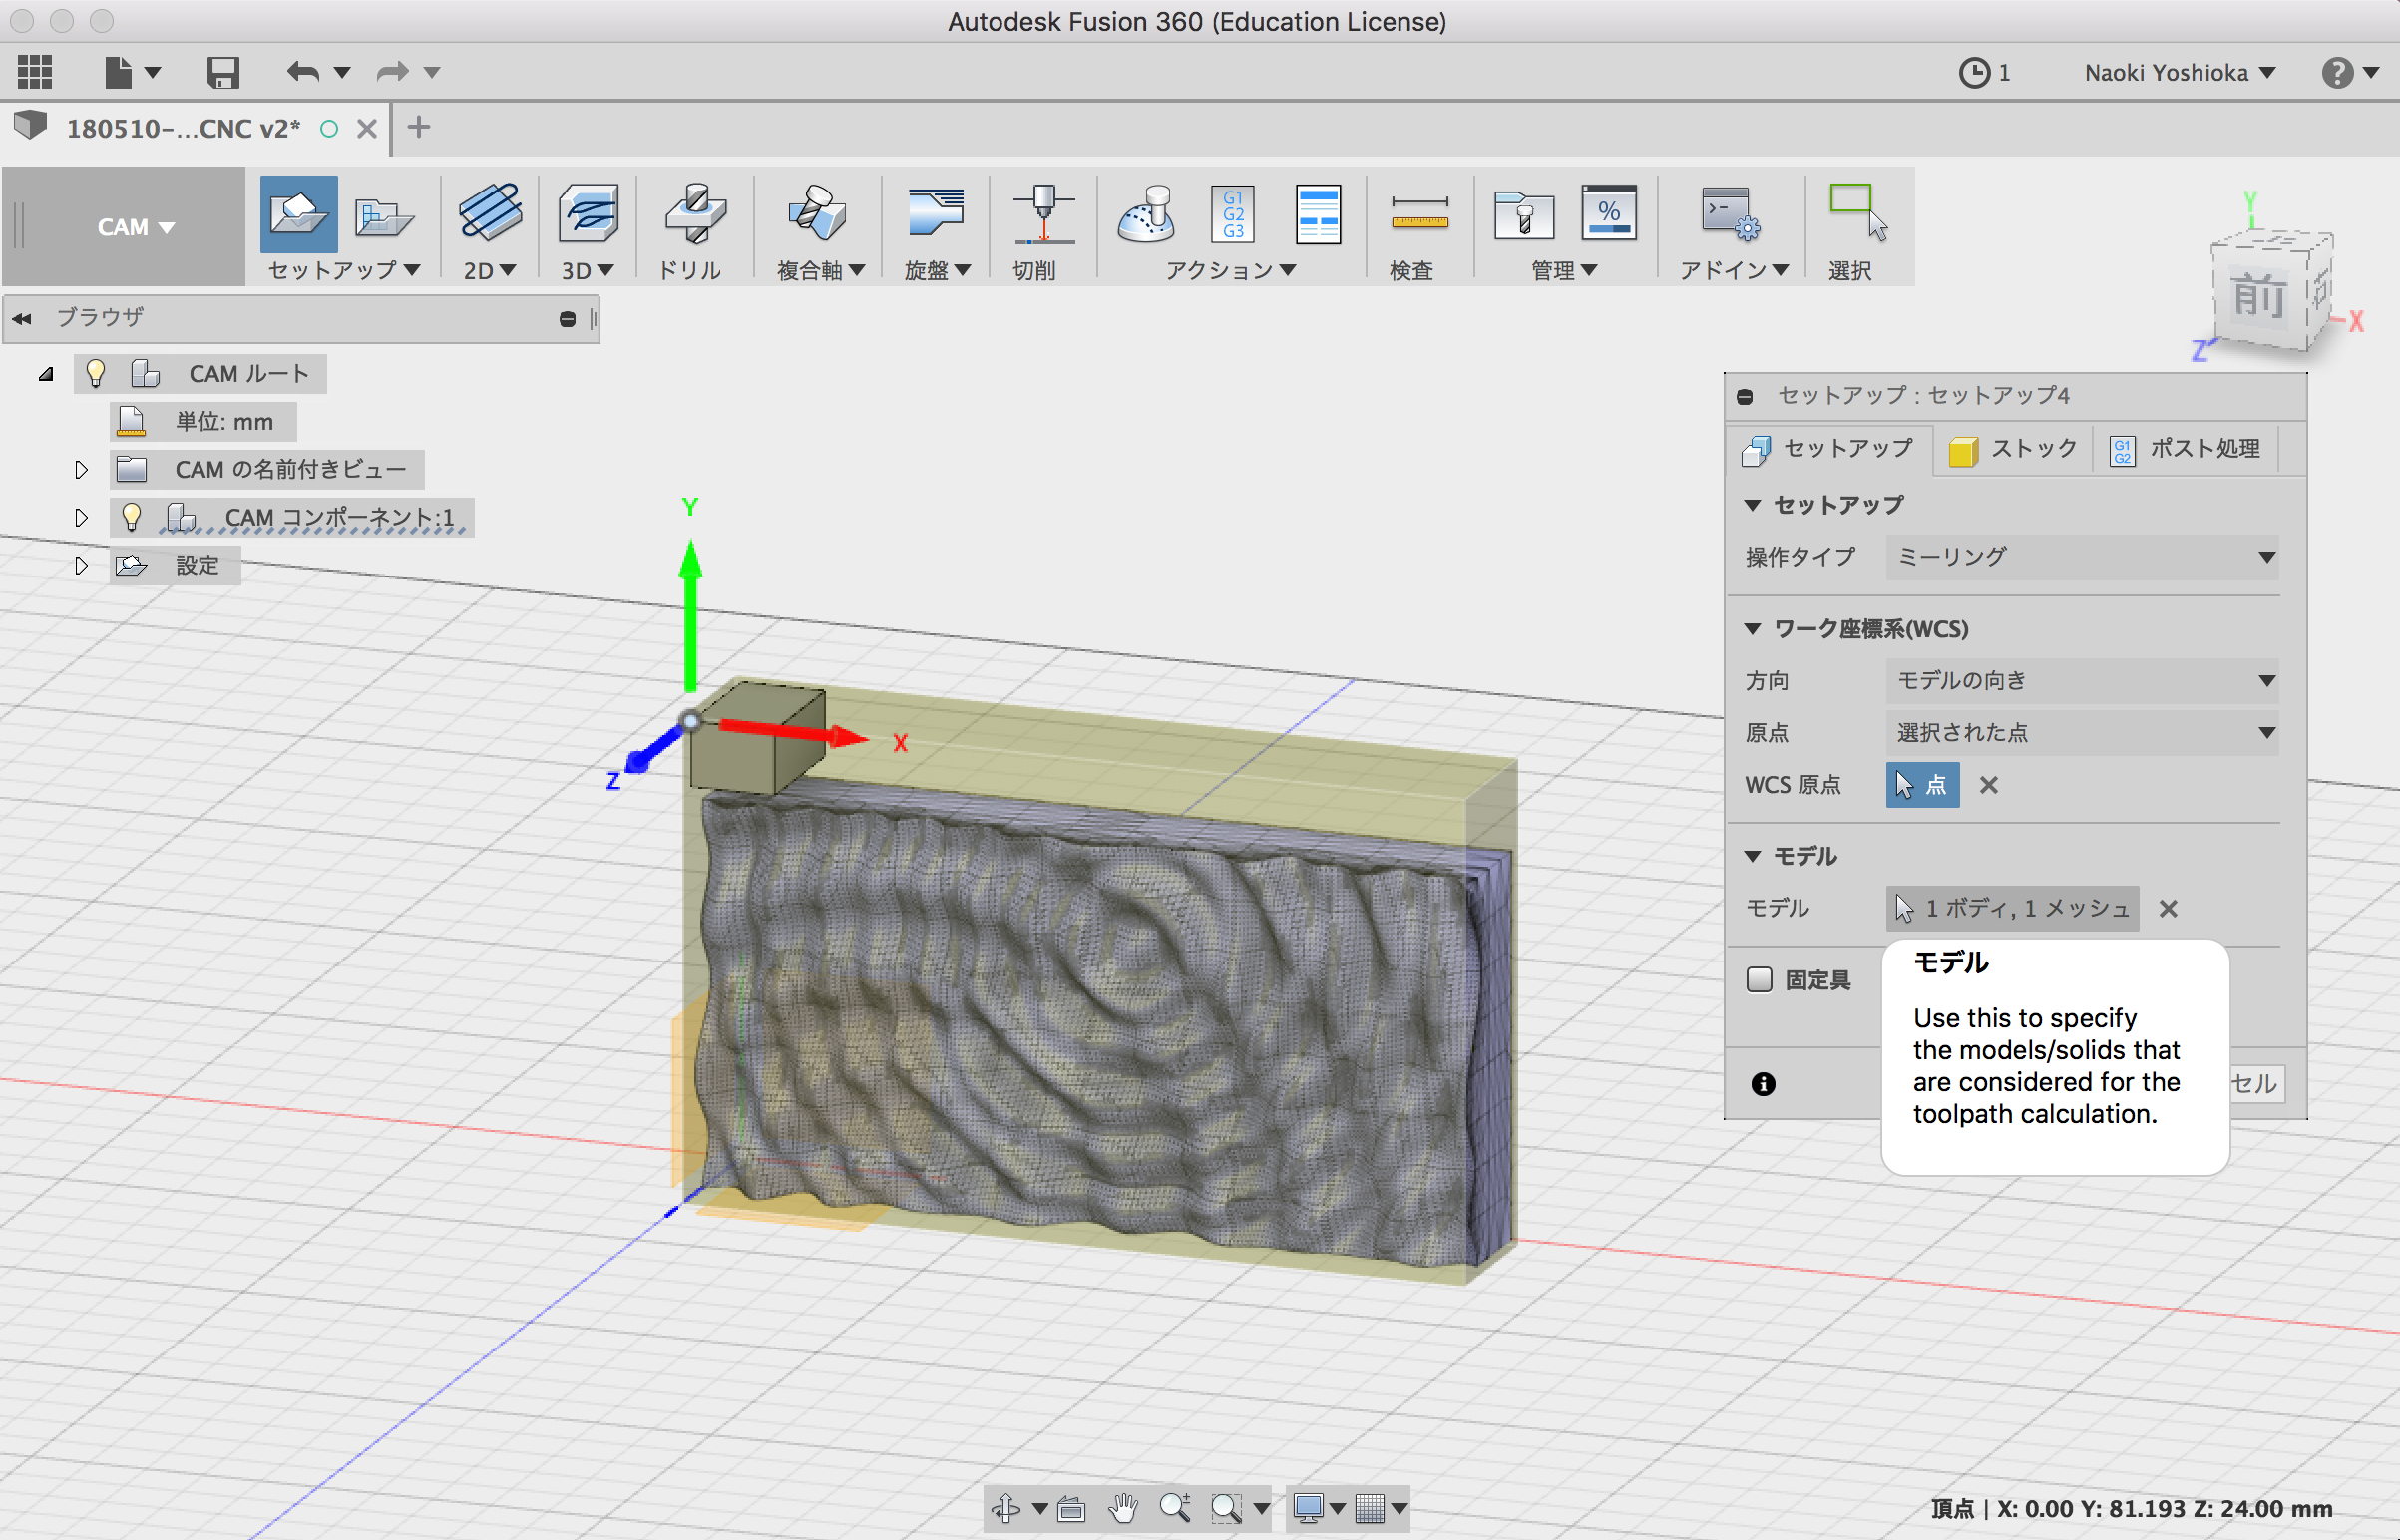 Autodesk Fusion 360 (Education License)
1
Naoki Yoshioka
?
180510-...CNC v2*
CAM
セットアップ
2D
3D
ドリル
複合軸
旋盤
切削
G1
G2
G3
アクション
検査
%
管理
アドイン
選択
ブラウザ
CAM ルート
単位: mm
CAM の名前付きビュー
CAM コンポーネント:1
設定
Y
前
X
Z
セットアップ : セットアップ4
セットアップ
ストック
G1
G2
ポスト処理
セットアップ
操作タイプ
ミーリング
ワーク座標系(WCS)
方向
モデルの向き
原点
選択された点
WCS 原点
点
モデル
モデル
1 ボディ, 1 メッシュ
固定具
モデル
Use this to specify
the models/solids that
are considered for the
toolpath calculation.
セル
Y
X
Z
頂点 | X: 0.00 Y: 81.193 Z: 24.00 mm